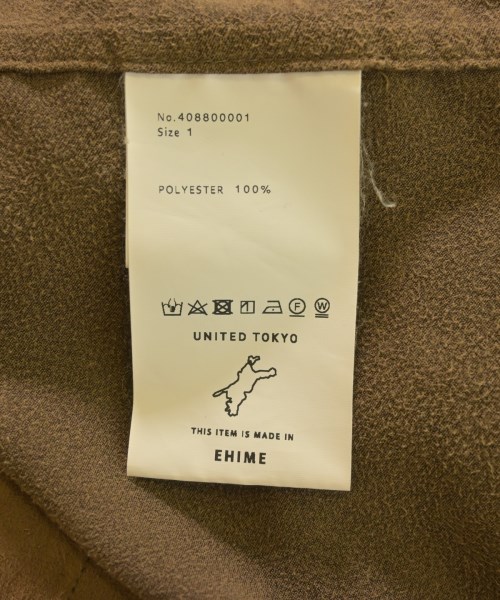 No.408800001
Size 1
POLYESTER 100%
F W
UNITED TOKYO
THIS ITEM IS MADE IN
EHIME